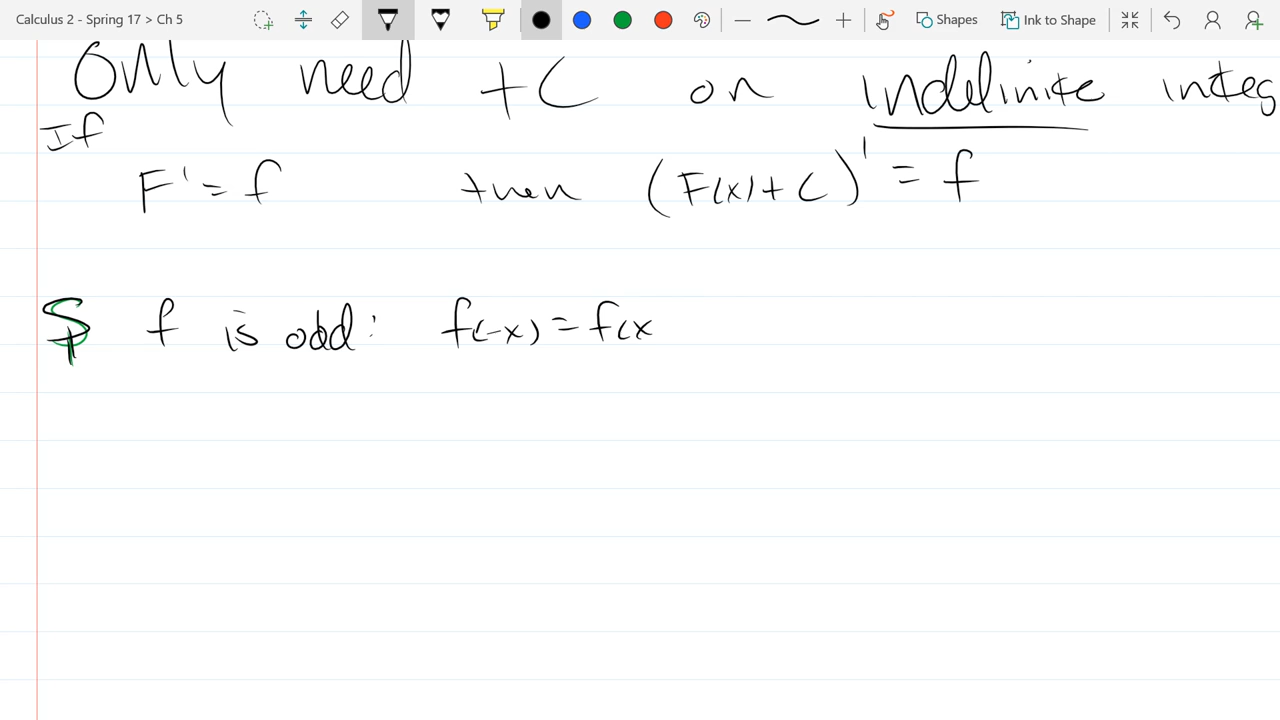 Calculus 2 - Spring 17 > Ch 5 Shapes Ink to Shape
Only need +C on indefinite integ
If
F' = f then (F(x) + C)' = f
$ f is odd: f(-x) = f(x